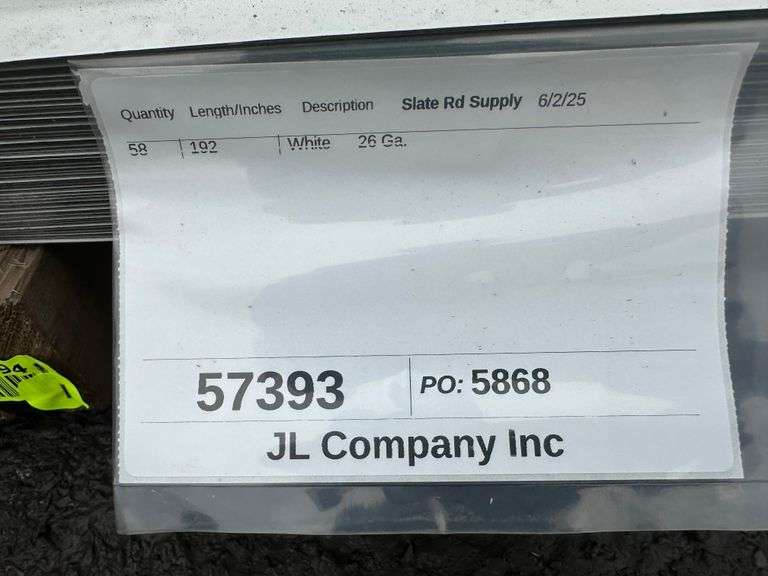 Quantity Length/Inches Description Slate Rd Supply 6/2/25
58 192 White 26 Ga.
57393 PO: 5868
JL Company Inc
94